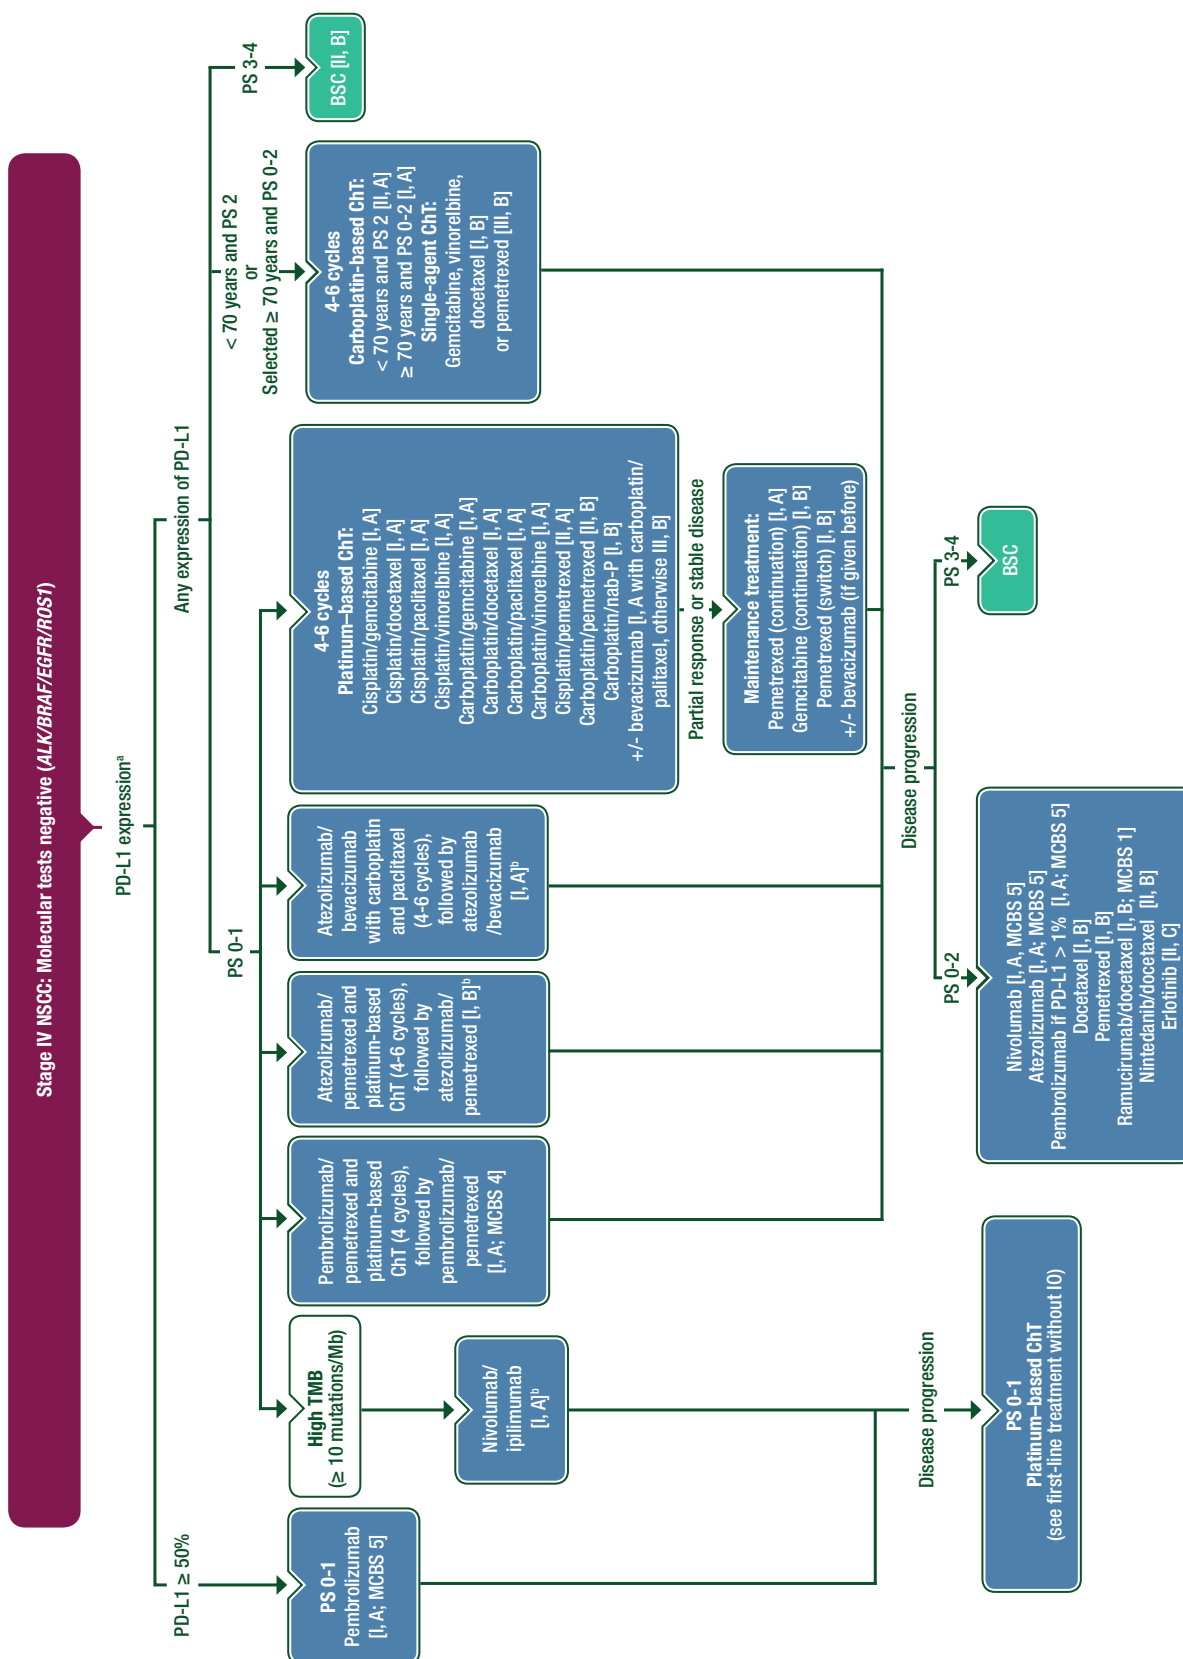 Stage IV NSCC: Molecular tests negative (ALK/BRAF/EGFR/ROS1)
PD-L1 expressionᵃ
PD-L1 ≥ 50%
Any expression of PD-L1
PS 0-1
< 70 years and PS 2
or
Selected ≥ 70 years and PS 0-2
PS 3-4
PS 0-1
Pembrolizumab
[I, A; MCBS 5]
High TMB
(≥ 10 mutations/Mb)
Nivolumab/
ipilimumab
[I, A]ᵇ
Pembrolizumab/
pemetrexed and
platinum-based
ChT (4 cycles),
followed by
pembrolizumab/
pemetrexed
[I, A; MCBS 4]
Atezolizumab/
pemetrexed and
platinum-based
ChT (4-6 cycles),
followed by
atezolizumab/
pemetrexed [I, B]ᵇ
Atezolizumab/
bevacizumab
with carboplatin
and paclitaxel
(4-6 cycles),
followed by
atezolizumab
/bevacizumab
[I, A]ᵇ
4-6 cycles
Platinum–based ChT:
Cisplatin/gemcitabine [I, A]
Cisplatin/docetaxel [I, A]
Cisplatin/paclitaxel [I, A]
Cisplatin/vinorelbine [I, A]
Carboplatin/gemcitabine [I, A]
Carboplatin/docetaxel [I, A]
Carboplatin/paclitaxel [I, A]
Carboplatin/vinorelbine [I, A]
Cisplatin/pemetrexed [II, A]
Carboplatin/pemetrexed [II, B]
Carboplatin/nab-P [I, B]
+/- bevacizumab [I, A with carboplatin/
palitaxel, otherwise III, B]
Partial response or stable disease
Maintenance treatment:
Pemetrexed (continuation) [I, A]
Gemcitabine (continuation) [I, B]
Pemetrexed (switch) [I, B]
+/- bevacizumab (if given before)
4-6 cycles
Carboplatin-based ChT:
< 70 years and PS 2 [II, A]
≥ 70 years and PS 0-2 [I, A]
Single-agent ChT:
Gemcitabine, vinorelbine,
docetaxel [I, B]
or pemetrexed [III, B]
BSC [II, B]
Disease progression
PS 0-1
Platinum–based ChT
(see first-line treatment without IO)
Disease progression
PS 0-2
PS 3-4
Nivolumab [I, A, MCBS 5]
Atezolizumab [I, A; MCBS 5]
Pembrolizumab if PD-L1 > 1% [I, A; MCBS 5]
Docetaxel [I, B]
Pemetrexed [I, B]
Ramucirumab/docetaxel [I, B; MCBS 1]
Nintedanib/docetaxel [II, B]
Erlotinib [II, C]
BSC